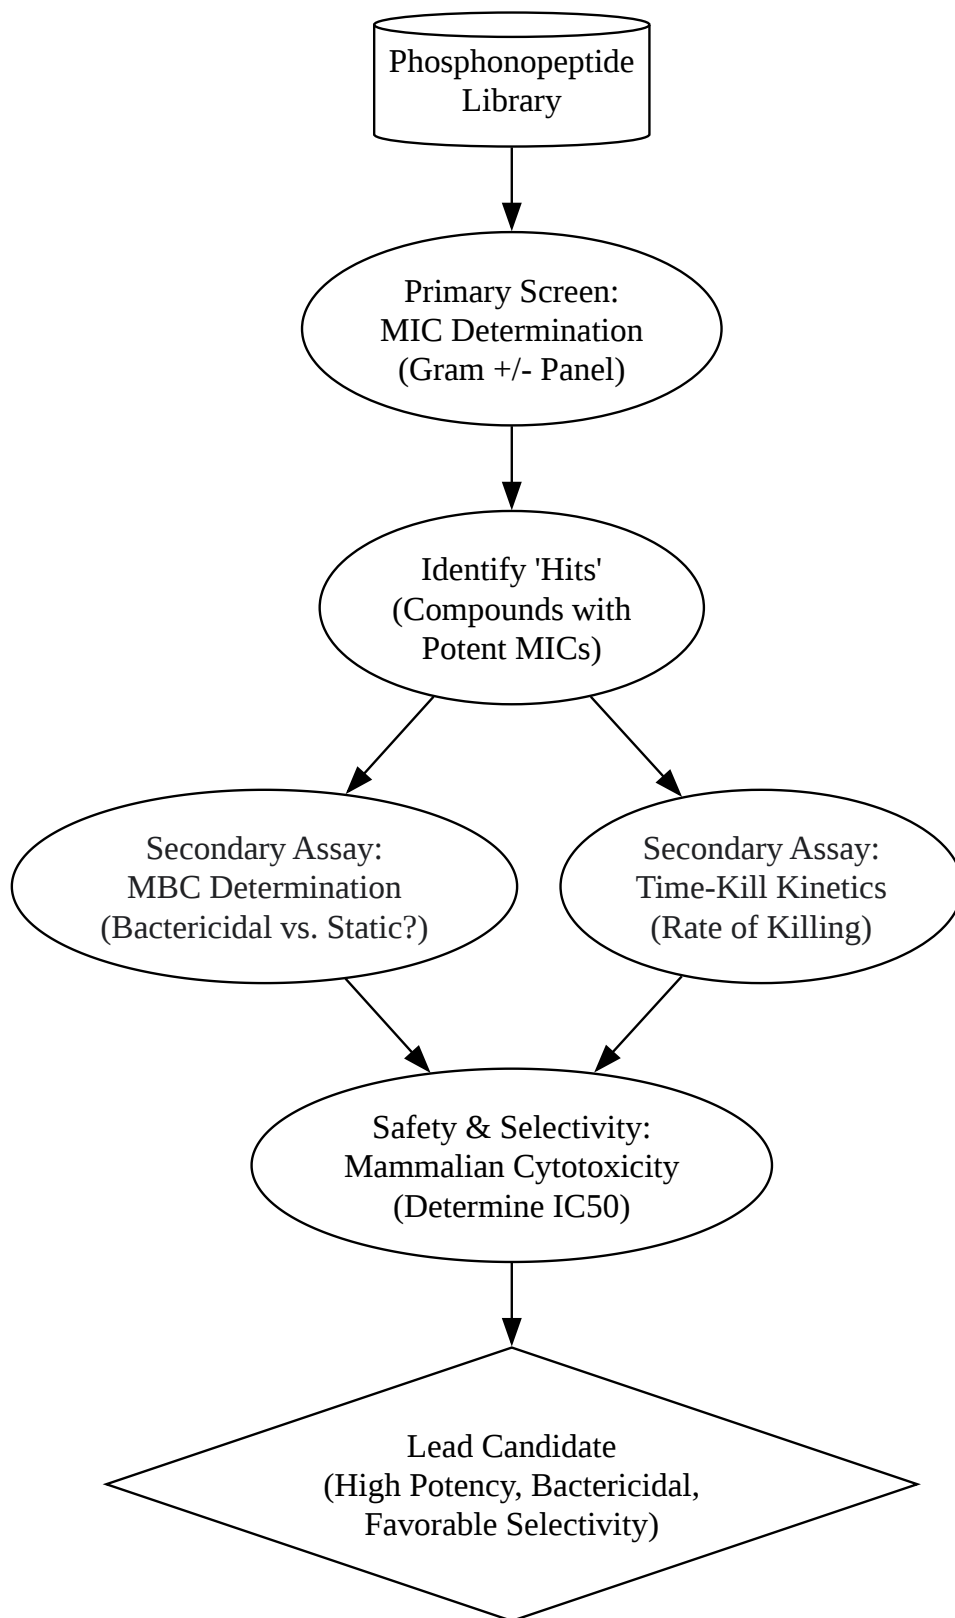 Phosphonopeptide
Library
Primary Screen:
MIC Determination
(Gram +/- Panel)
Identify 'Hits'
(Compounds with
Potent MICs)
Secondary Assay:
MBC Determination
(Bactericidal vs. Static?)
Secondary Assay:
Time-Kill Kinetics
(Rate of Killing)
Safety & Selectivity:
Mammalian Cytotoxicity
(Determine IC50)
Lead Candidate
(High Potency, Bactericidal,
Favorable Selectivity)